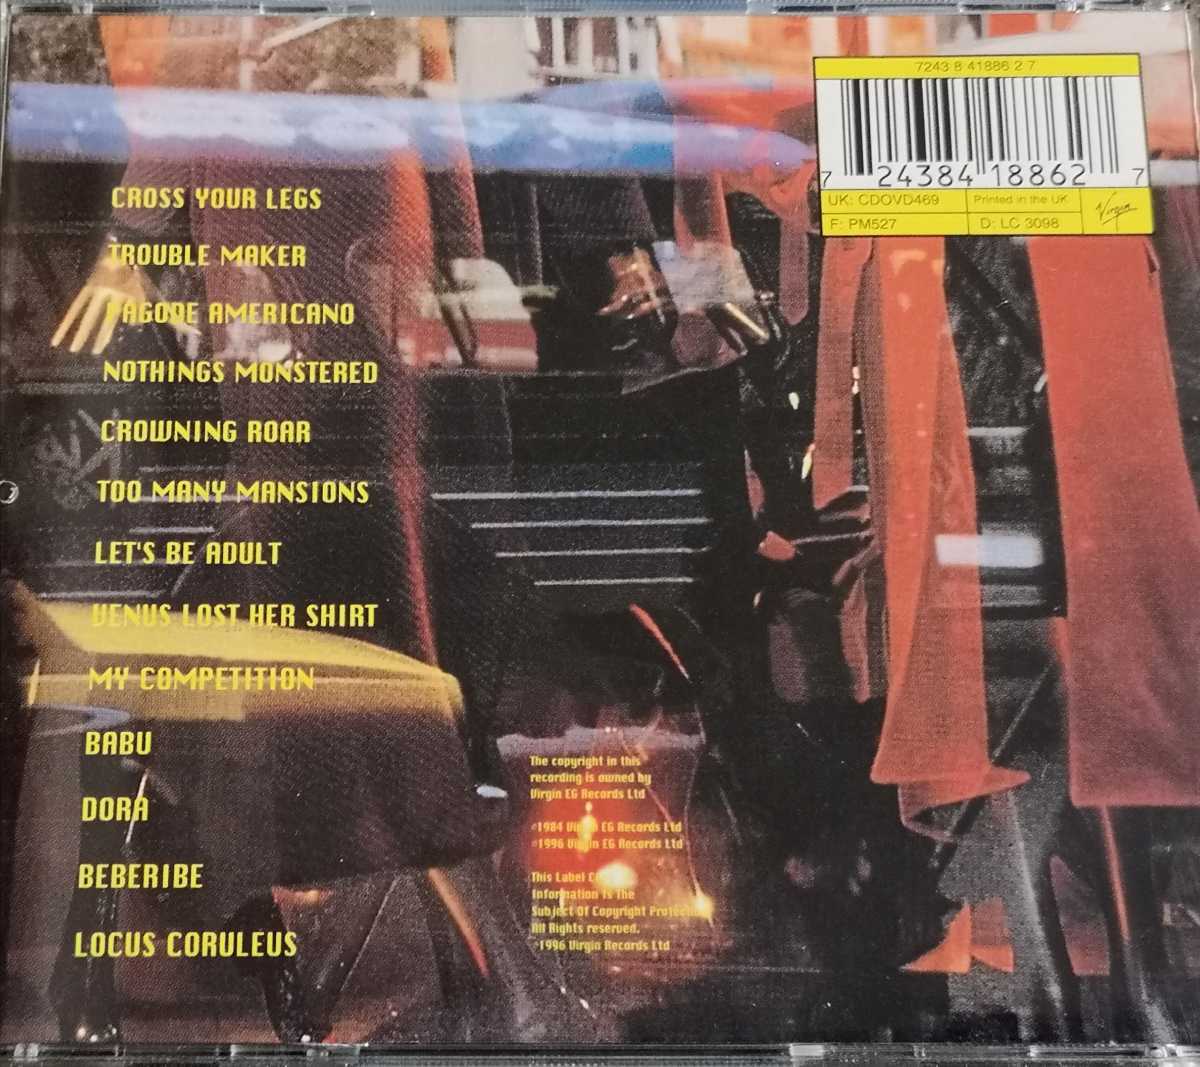 7243 8 41886 2 7
7 24384 18862 7
UK: CDOVD469
Printed in the UK
F: PM527
D: LC 3098
Virgin
CROSS YOUR LEGS
TROUBLE MAKER
PAGODE AMERICANO
NOTHINGS MONSTERED
CROWNING ROAR
TOO MANY MANSIONS
LET'S BE ADULT
VENUS LOST HER SHIRT
MY COMPETITION
BABU
DORA
BEBERIBE
LOCUS CORULEUS
The copyright in this
recording is owned by
Virgin EG Records Ltd
℗1984 Virgin EG Records Ltd
©1996 Virgin EG Records Ltd
This Label Copy
Information Is The
Subject Of Copyright Protection
All Rights reserved.
©1996 Virgin Records Ltd